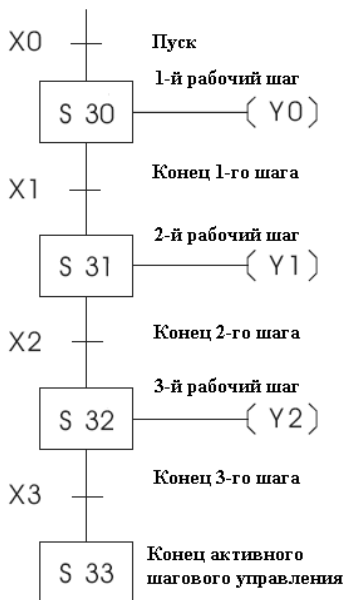 X0 Пуск
1-й рабочий шаг
S 30 ( Y0 )
X1 Конец 1-го шага
2-й рабочий шаг
S 31 ( Y1 )
X2 Конец 2-го шага
3-й рабочий шаг
S 32 ( Y2 )
X3 Конец 3-го шага
S 33 Конец активного
шагового управления